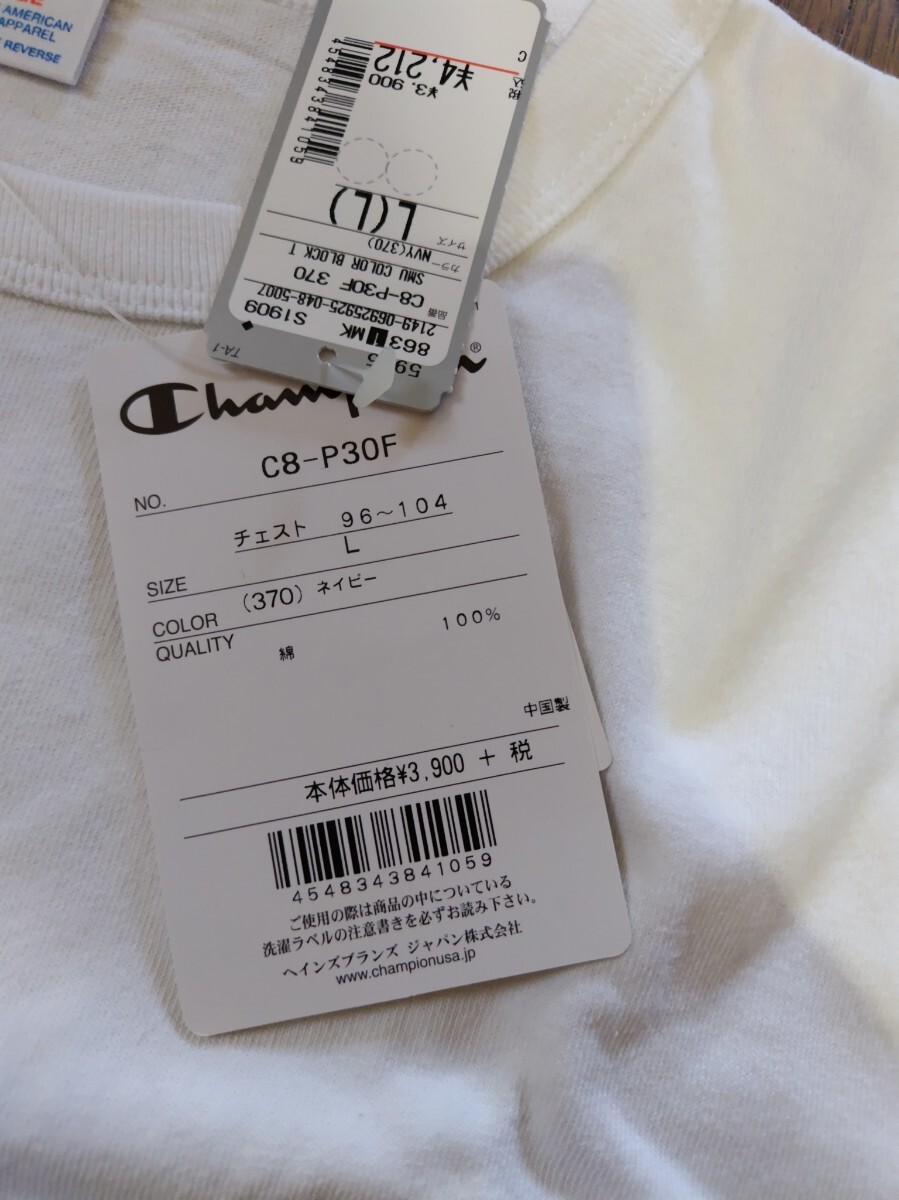 AMERICAN
APPAREL
REVERSE
C
税込
¥4,212
¥3,900
4548343841059
L(L)
サイズ
NVY(370)
カラー
SMU COLOR BLOCK T
C8-P30F 370
品番
2149-06925925-048-5007
S1909
8631 MK
TA-1
Champion®
C8-P30F
NO.
チェスト 96～104
L
SIZE
(370) ネイビー
COLOR
QUALITY
100%
綿
中国製
本体価格¥3,900 + 税
4548343841059
ご使用の際は商品の中についている
洗濯ラベルの注意書きを必ずお読み下さい。
ヘインズブランズ ジャパン株式会社
www.championusa.jp